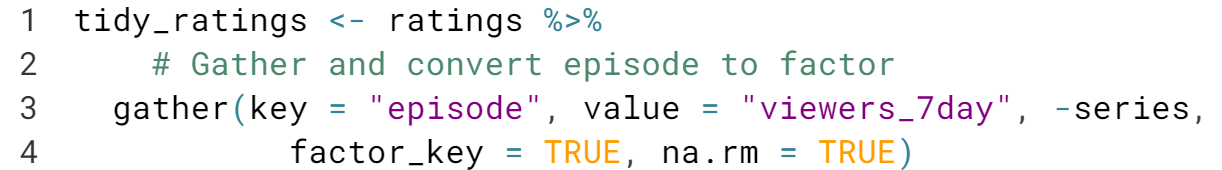 1 tidy_ratings <- ratings %>%
2     # Gather and convert episode to factor
3   gather(key = "episode", value = "viewers_7day", -series,
4            factor_key = TRUE, na.rm = TRUE)